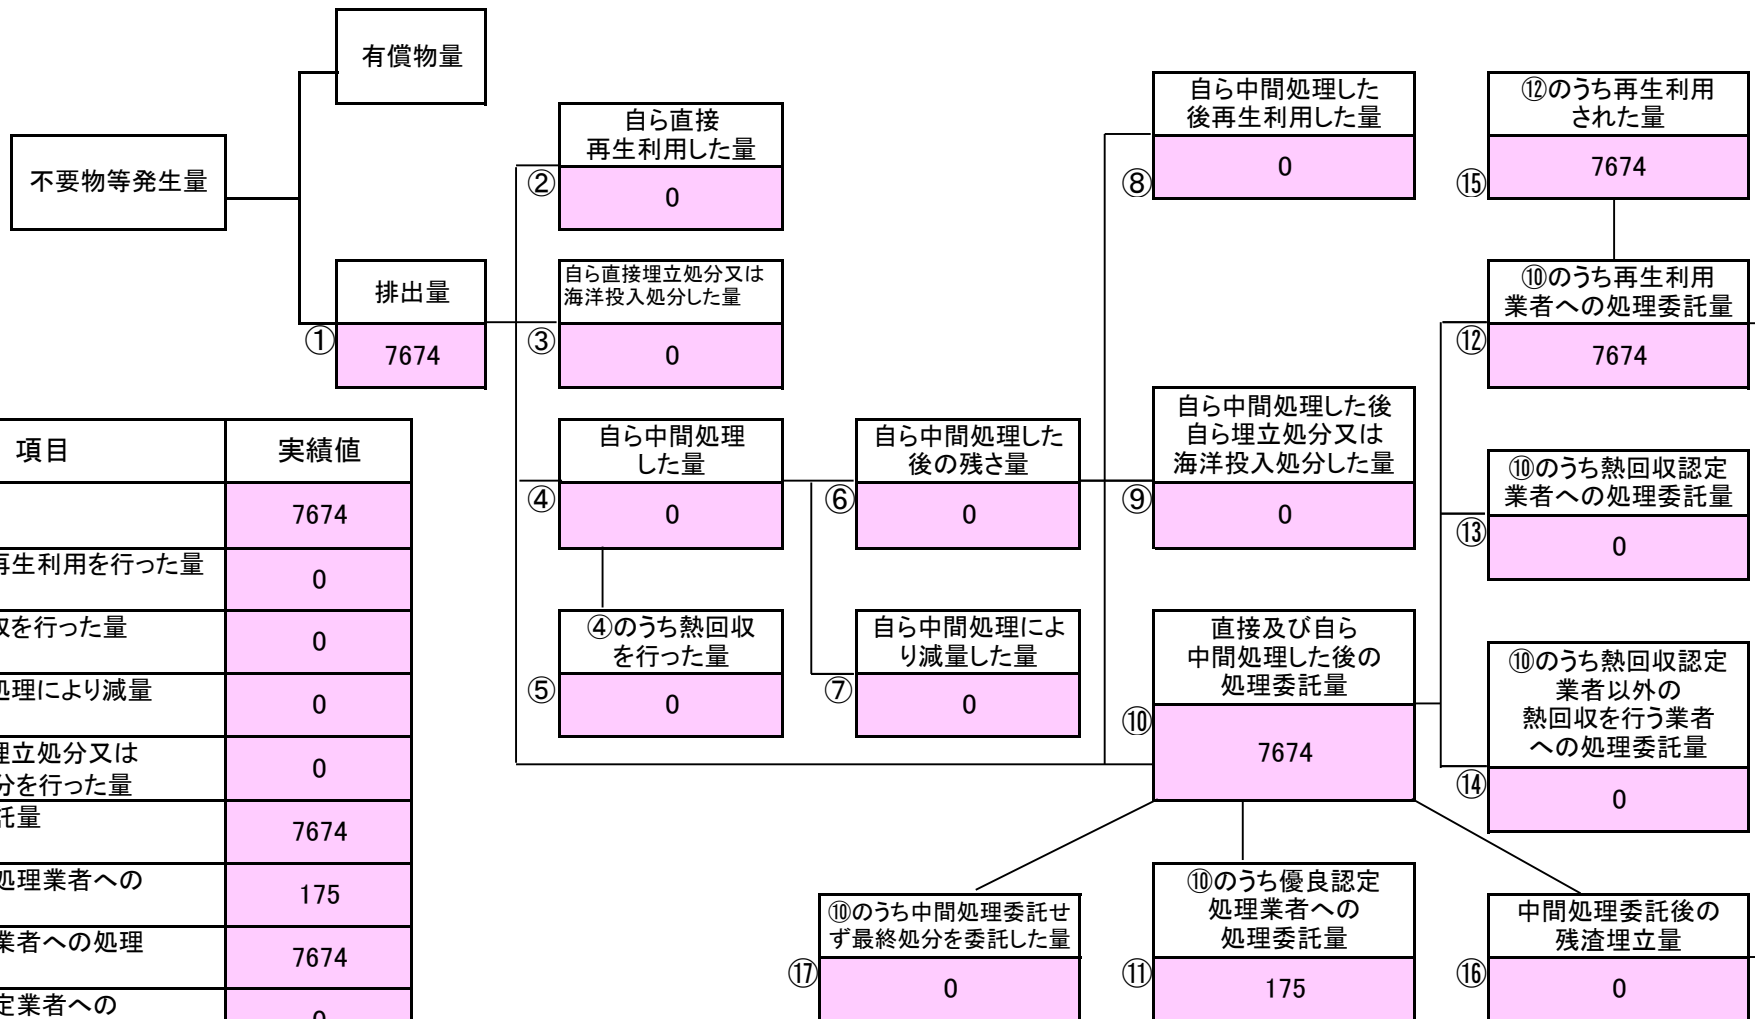 有償物量
不要物等発生量
排出量
①
7674
自ら直接
再生利用した量
②
0
自ら直接埋立処分又は
海洋投入処分した量
③
0
自ら中間処理
した量
④
0
④のうち熱回収
を行った量
⑤
0
自ら中間処理した
後の残さ量
⑥
0
自ら中間処理によ
り減量した量
⑦
0
自ら中間処理した
後再生利用した量
⑧
0
自ら中間処理した後
自ら埋立処分又は
海洋投入処分した量
⑨
0
直接及び自ら
中間処理した後の
処理委託量
⑩
7674
⑫のうち再生利用
された量
⑮
7674
⑩のうち再生利用
業者への処理委託量
⑫
7674
⑩のうち熱回収認定
業者への処理委託量
⑬
0
⑩のうち熱回収認定
業者以外の
熱回収を行う業者
への処理委託量
⑭
0
⑩のうち中間処理委託せ
ず最終処分を委託した量
⑰
0
⑩のうち優良認定
処理業者への
処理委託量
⑪
175
中間処理委託後の
残渣埋立量
⑯
0
項目 実績値
7674
再生利用を行った量 0
を行った量 0
処理により減量 0
埋立処分又は
分を行った量 0
託量 7674
処理業者への 175
業者への処理 7674
定業者への 0